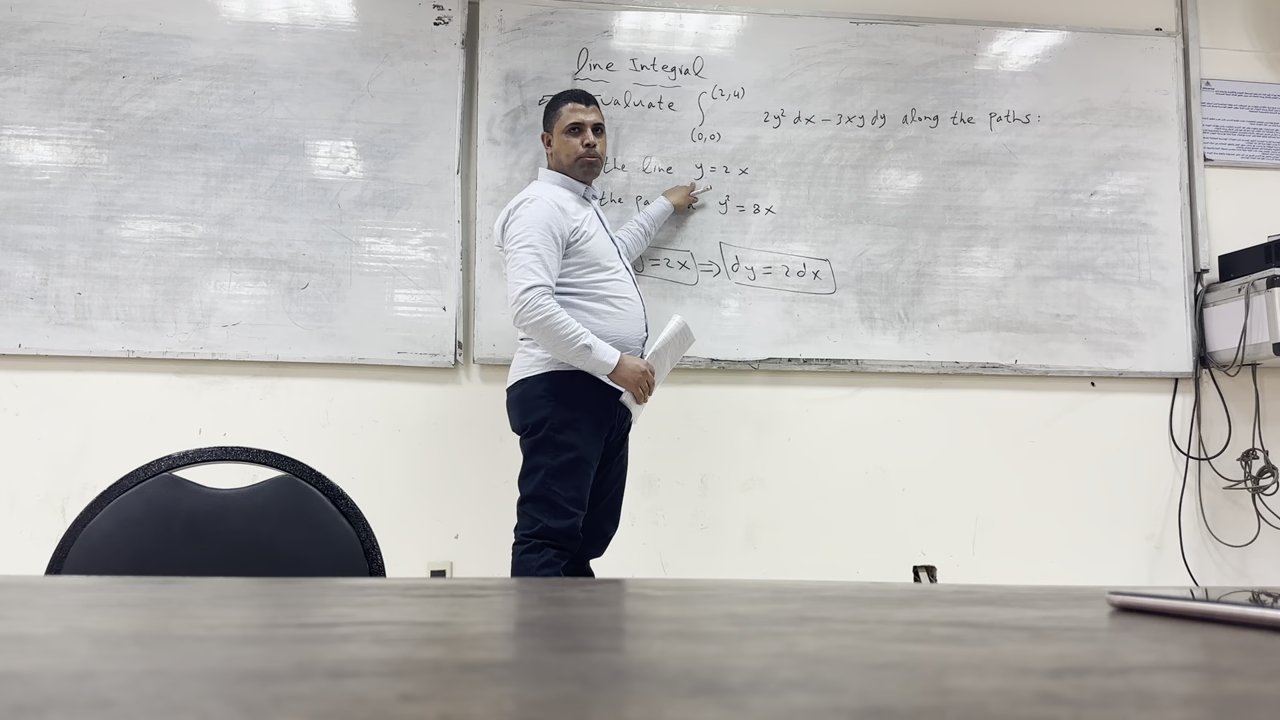 line Integral
valuate ∫(0,0)^(2,4) 2y² dx − 3xy dy along the paths:
the line y = 2x
the pa a y² = 8x
y = 2x ⇒ dy = 2dx